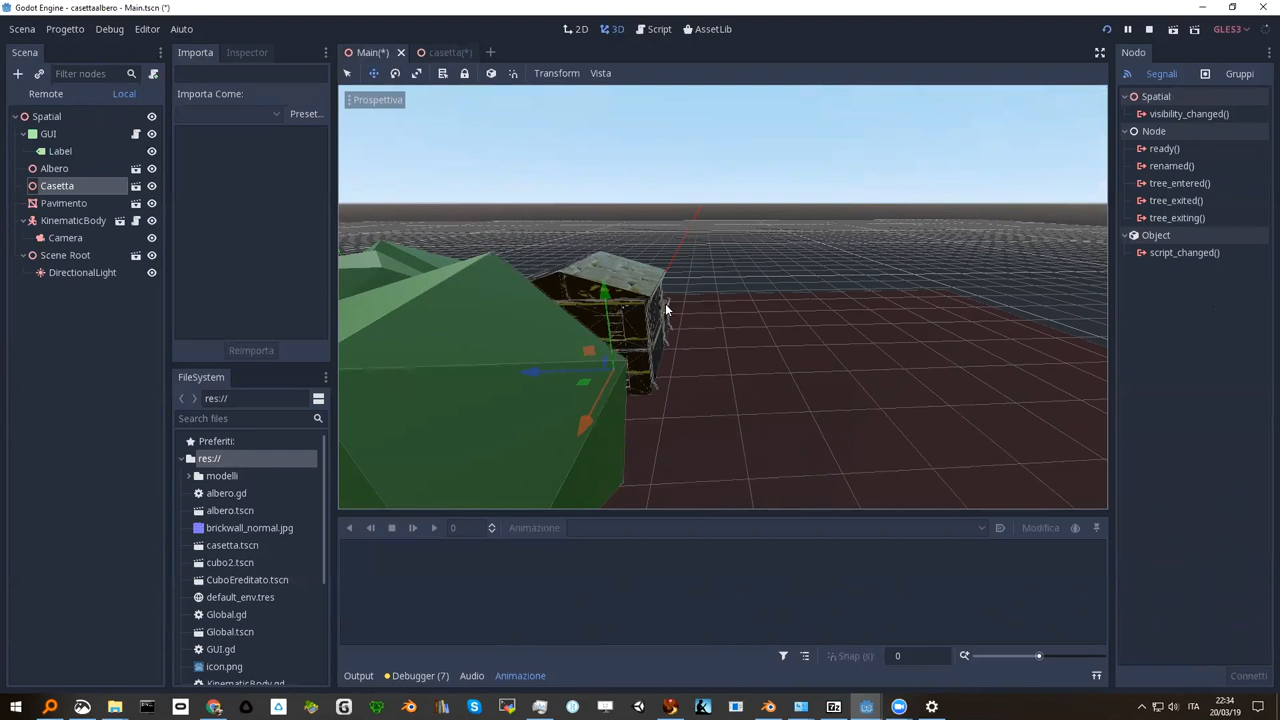 Godot Engine - casettaalbero - Main.tscn (*)
Scena Progetto Debug Editor Aiuto
2D 3D Script AssetLib
GLES3
Scena
Importa Inspector
Main(*) casetta(*)
Nodo
Filter nodes
Transform Vista
Segnali Gruppi
Remote Local
Importa Come:
Preset...
Prospettiva
Spatial
GUI
Label
Albero
Casetta
Pavimento
KinematicBody
Camera
Scene Root
DirectionalLight
Spatial
visibility_changed()
Node
ready()
renamed()
tree_entered()
tree_exited()
tree_exiting()
Object
script_changed()
Reimporta
FileSystem
res://
Search files
Preferiti:
res://
modelli
albero.gd
albero.tscn
brickwall_normal.jpg
casetta.tscn
cubo2.tscn
CuboEreditato.tscn
default_env.tres
Global.gd
Global.tscn
GUI.gd
icon.png
KinematicBody.gd
0 Animazione Modifica
Snap (s): 0
Output Debugger (7) Audio Animazione
Connetti
ITA
22:34
20/03/19